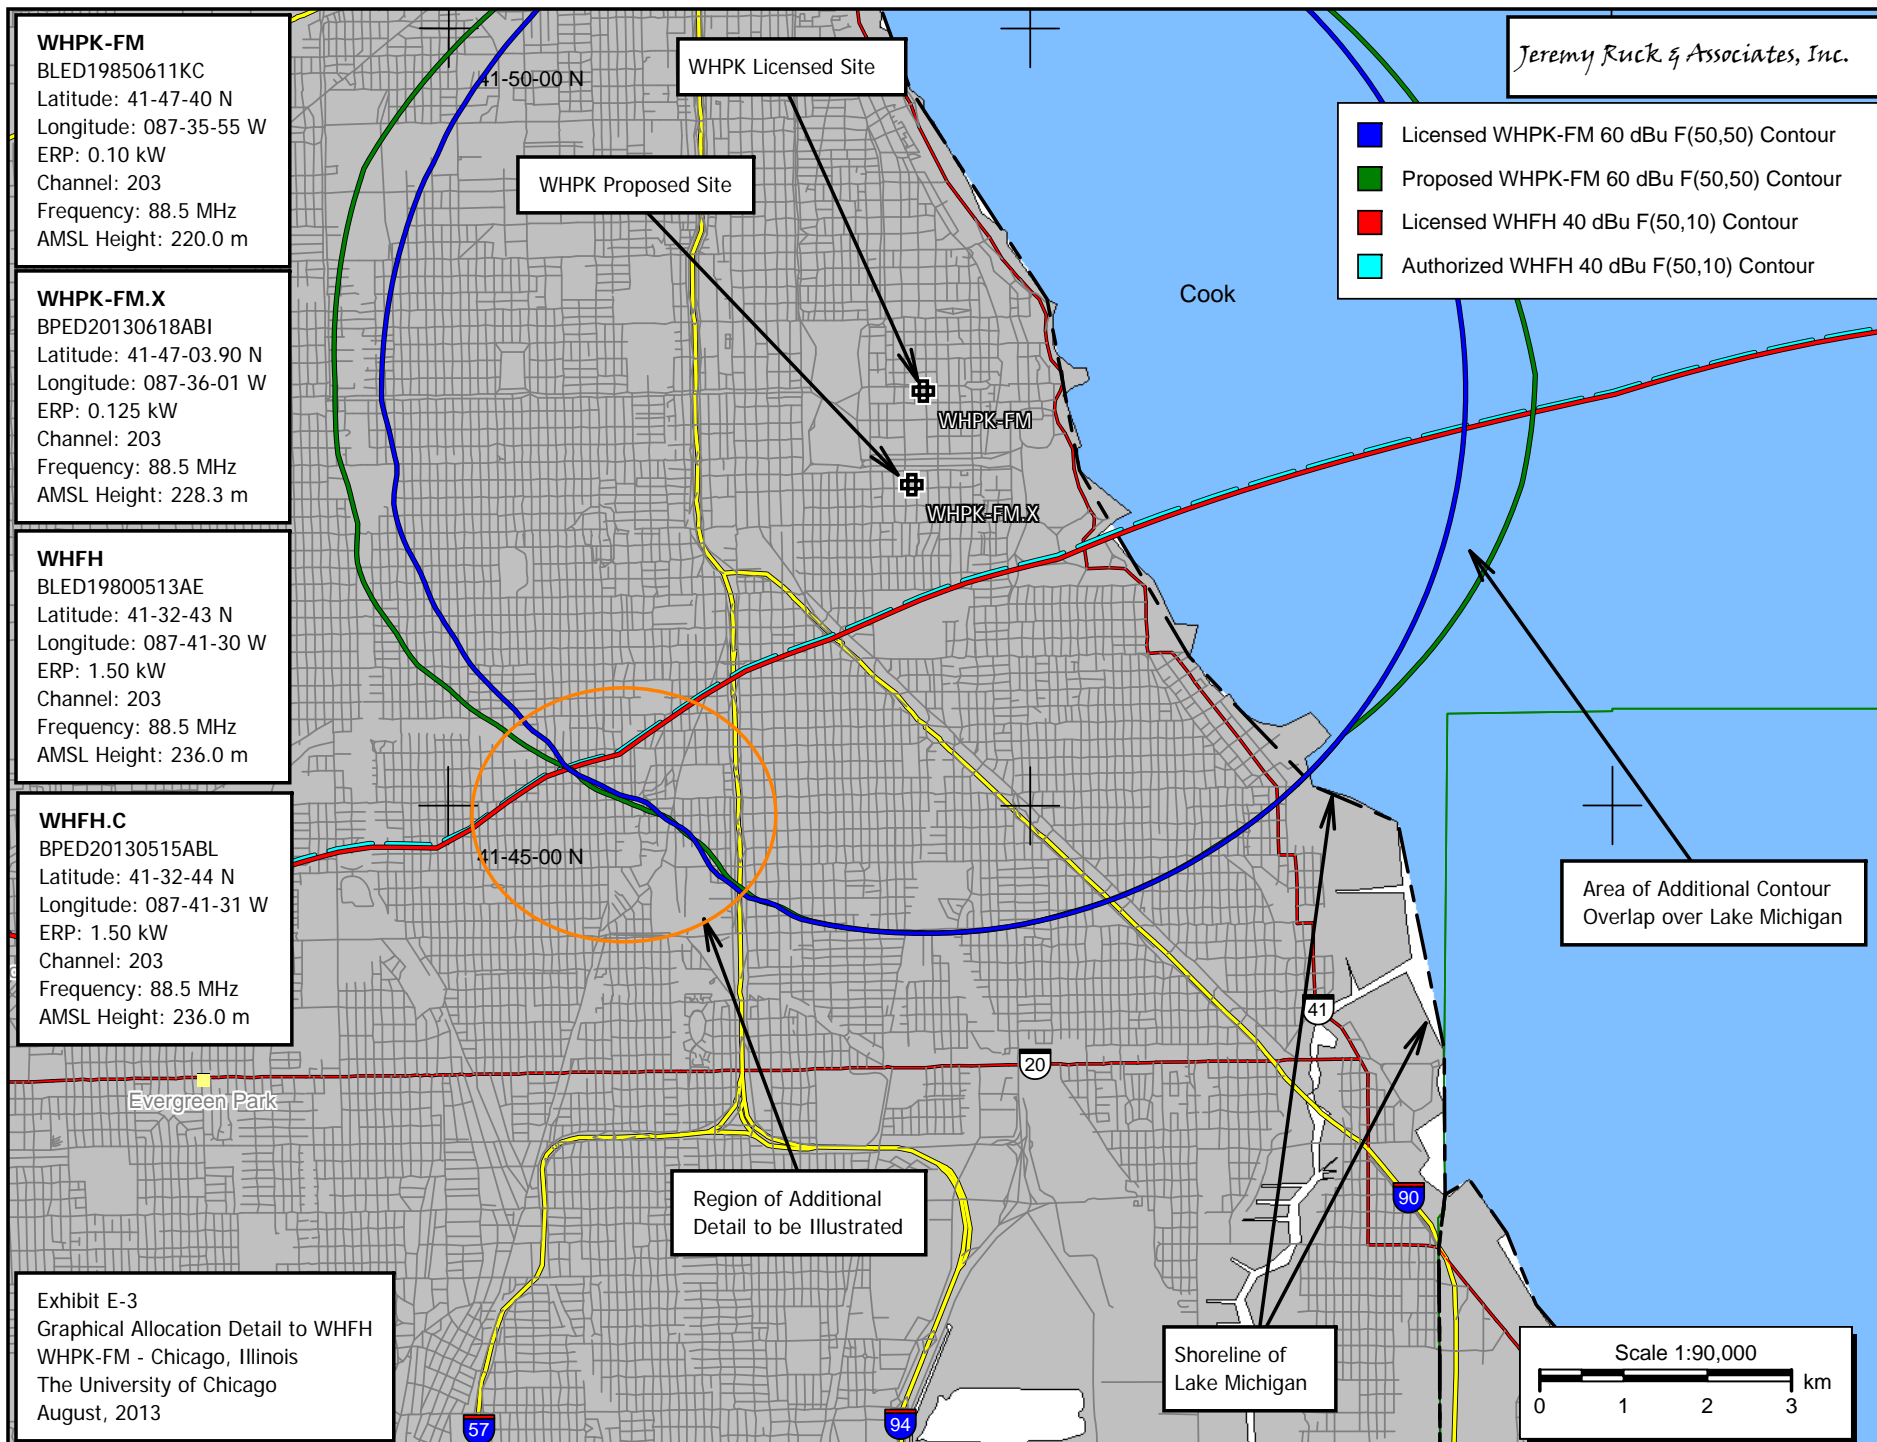 WHPK-FM
BLED19850611KC
Latitude: 41-47-40 N
Longitude: 087-35-55 W
ERP: 0.10 kW
Channel: 203
Frequency: 88.5 MHz
AMSL Height: 220.0 m
WHPK-FM.X
BPED20130618ABI
Latitude: 41-47-03.90 N
Longitude: 087-36-01 W
ERP: 0.125 kW
Channel: 203
Frequency: 88.5 MHz
AMSL Height: 228.3 m
WHFH
BLED19800513AE
Latitude: 41-32-43 N
Longitude: 087-41-30 W
ERP: 1.50 kW
Channel: 203
Frequency: 88.5 MHz
AMSL Height: 236.0 m
WHFH.C
BPED20130515ABL
Latitude: 41-32-44 N
Longitude: 087-41-31 W
ERP: 1.50 kW
Channel: 203
Frequency: 88.5 MHz
AMSL Height: 236.0 m
41-50-00 N
WHPK Licensed Site
WHPK Proposed Site
Jeremy Ruck & Associates, Inc.
Licensed WHPK-FM 60 dBu F(50,50) Contour
Proposed WHPK-FM 60 dBu F(50,50) Contour
Licensed WHFH 40 dBu F(50,10) Contour
Authorized WHFH 40 dBu F(50,10) Contour
Cook
WHPK-FM
WHPK-FM.X
41-45-00 N
Area of Additional Contour
Overlap over Lake Michigan
41
20
Evergreen Park
90
Region of Additional
Detail to be Illustrated
Shoreline of
Lake Michigan
57
94
Exhibit E-3
Graphical Allocation Detail to WHFH
WHPK-FM - Chicago, Illinois
The University of Chicago
August, 2013
Scale 1:90,000
km
0 1 2 3